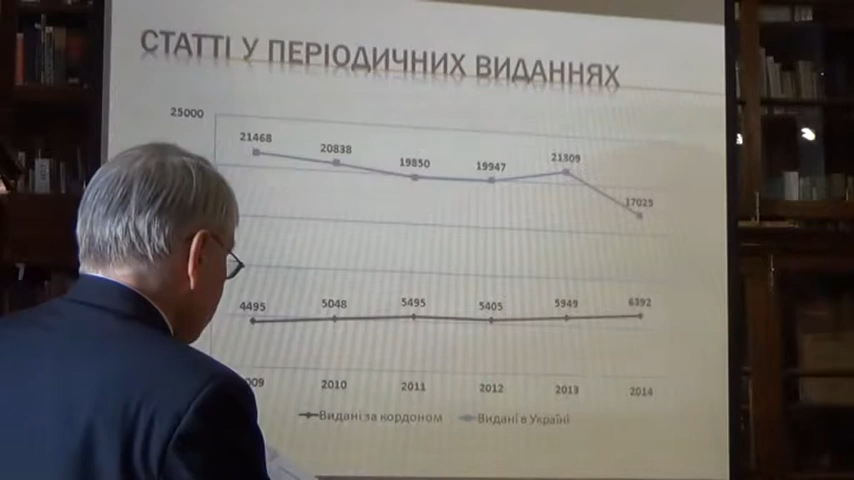 СТАТТІ У ПЕРІОДИЧНИХ ВИДАННЯХ
25000
21468 20838 19850 19947 21809 17025
4495 5048 5495 5405 5949 6392
2010 2011 2012 2013 2014
Видані за кордоном Видані в Україні